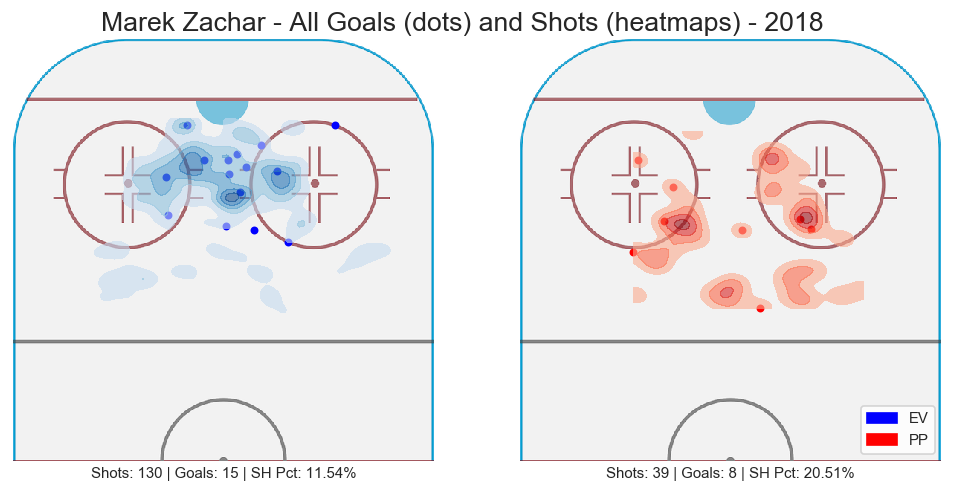 Marek Zachar - All Goals (dots) and Shots (heatmaps) - 2018
EV
PP
Shots: 130 | Goals: 15 | SH Pct: 11.54%
Shots: 39 | Goals: 8 | SH Pct: 20.51%